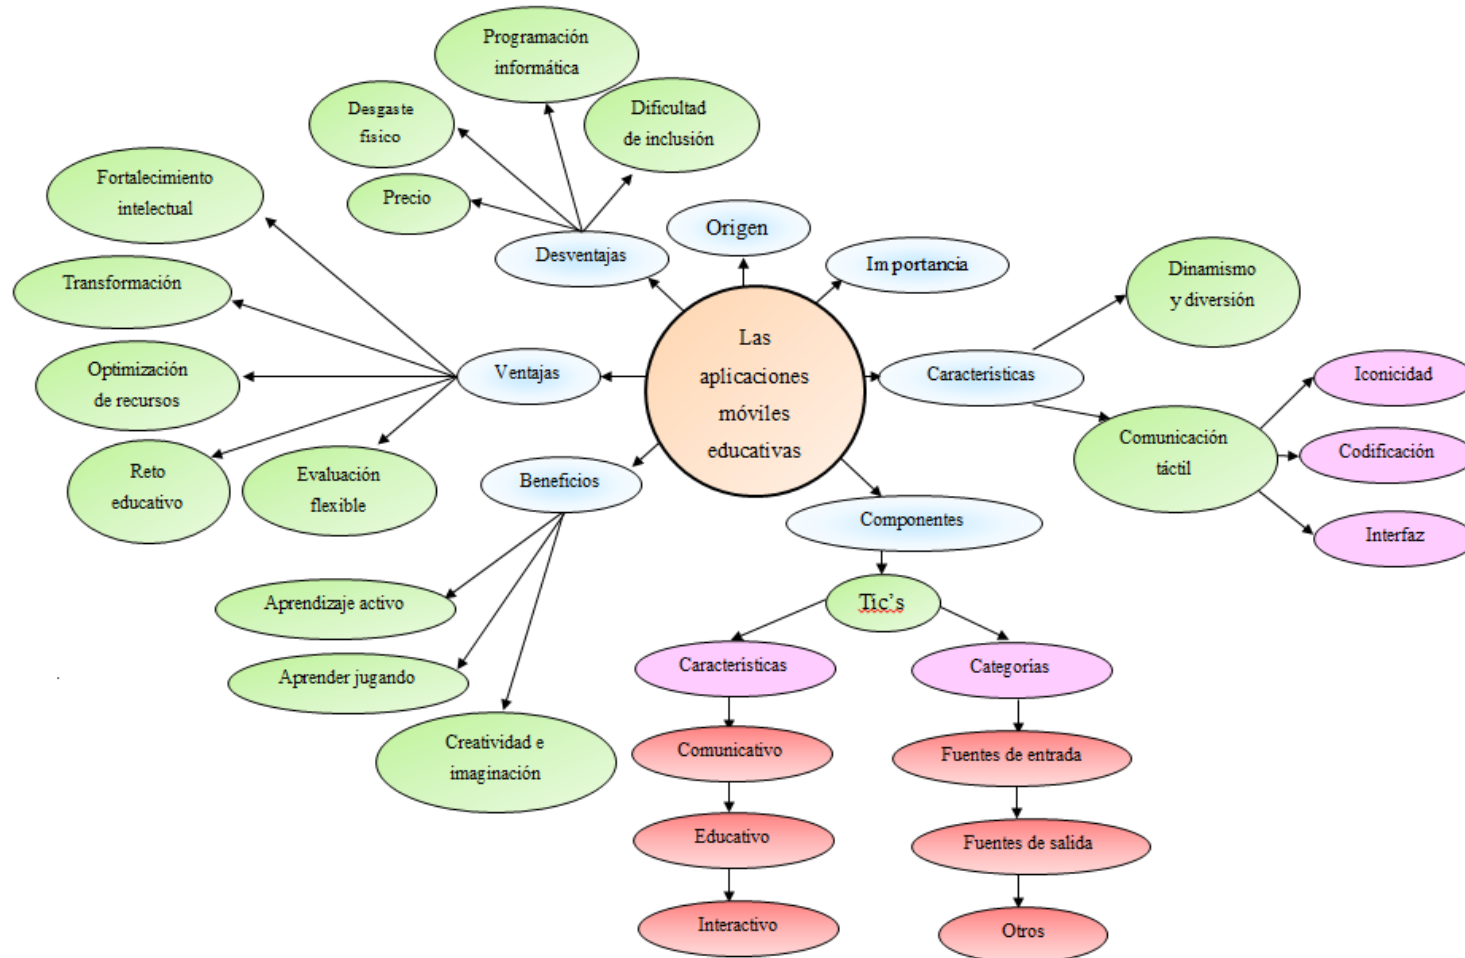 Programación
informática
Desgaste
fisico
Dificultad
de inclusión
Precio
Fortalecimiento
intelectual
Transformación
Optimización
de recursos
Reto
educativo
Evaluación
flexible
Desventajas
Origen
Importancia
Ventajas
Beneficios
Las
aplicaciones
móviles
educativas
Caracteristicas
Dinamismo
y diversión
Comunicación
táctil
Iconicidad
Codificación
Interfaz
Componentes
Tic's
Aprendizaje activo
Aprender jugando
Creatividad e
imaginación
Caracteristicas
Comunicativo
Educativo
Interactivo
Categorias
Fuentes de entrada
Fuentes de salida
Otros